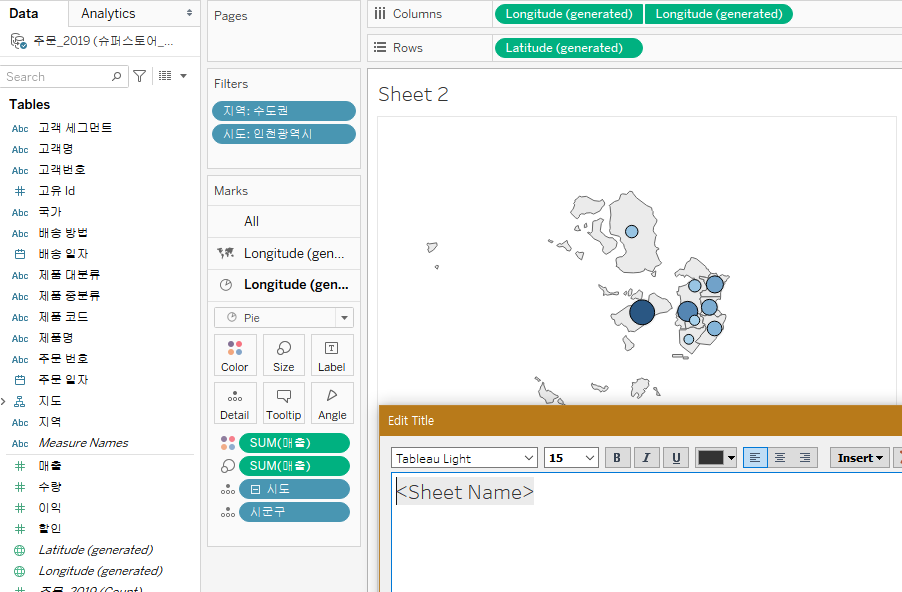 Data
Analytics
주문_2019 (슈퍼스토어_...
Search
Tables
Abc 고객 세그먼트
Abc 고객명
Abc 고객번호
# 고유 Id
Abc 국가
Abc 배송 방법
배송 일자
Abc 제품 대분류
Abc 제품 중분류
Abc 제품 코드
Abc 제품명
Abc 주문 번호
주문 일자
지도
Abc 지역
Abc Measure Names
# 매출
# 수량
# 이익
# 할인
Latitude (generated)
Longitude (generated)
# 주문_2019 (Count)
Pages
Filters
지역: 수도권
시도: 인천광역시
Marks
All
Longitude (gen...
Longitude (gen...
Pie
Color
Size
T
Label
Detail
Tooltip
Angle
SUM(매출)
SUM(매출)
시도
시군구
Columns
Longitude (generated)
Longitude (generated)
Rows
Latitude (generated)
Sheet 2
Edit Title
Tableau Light
15
B
I
U
Insert
<Sheet Name>